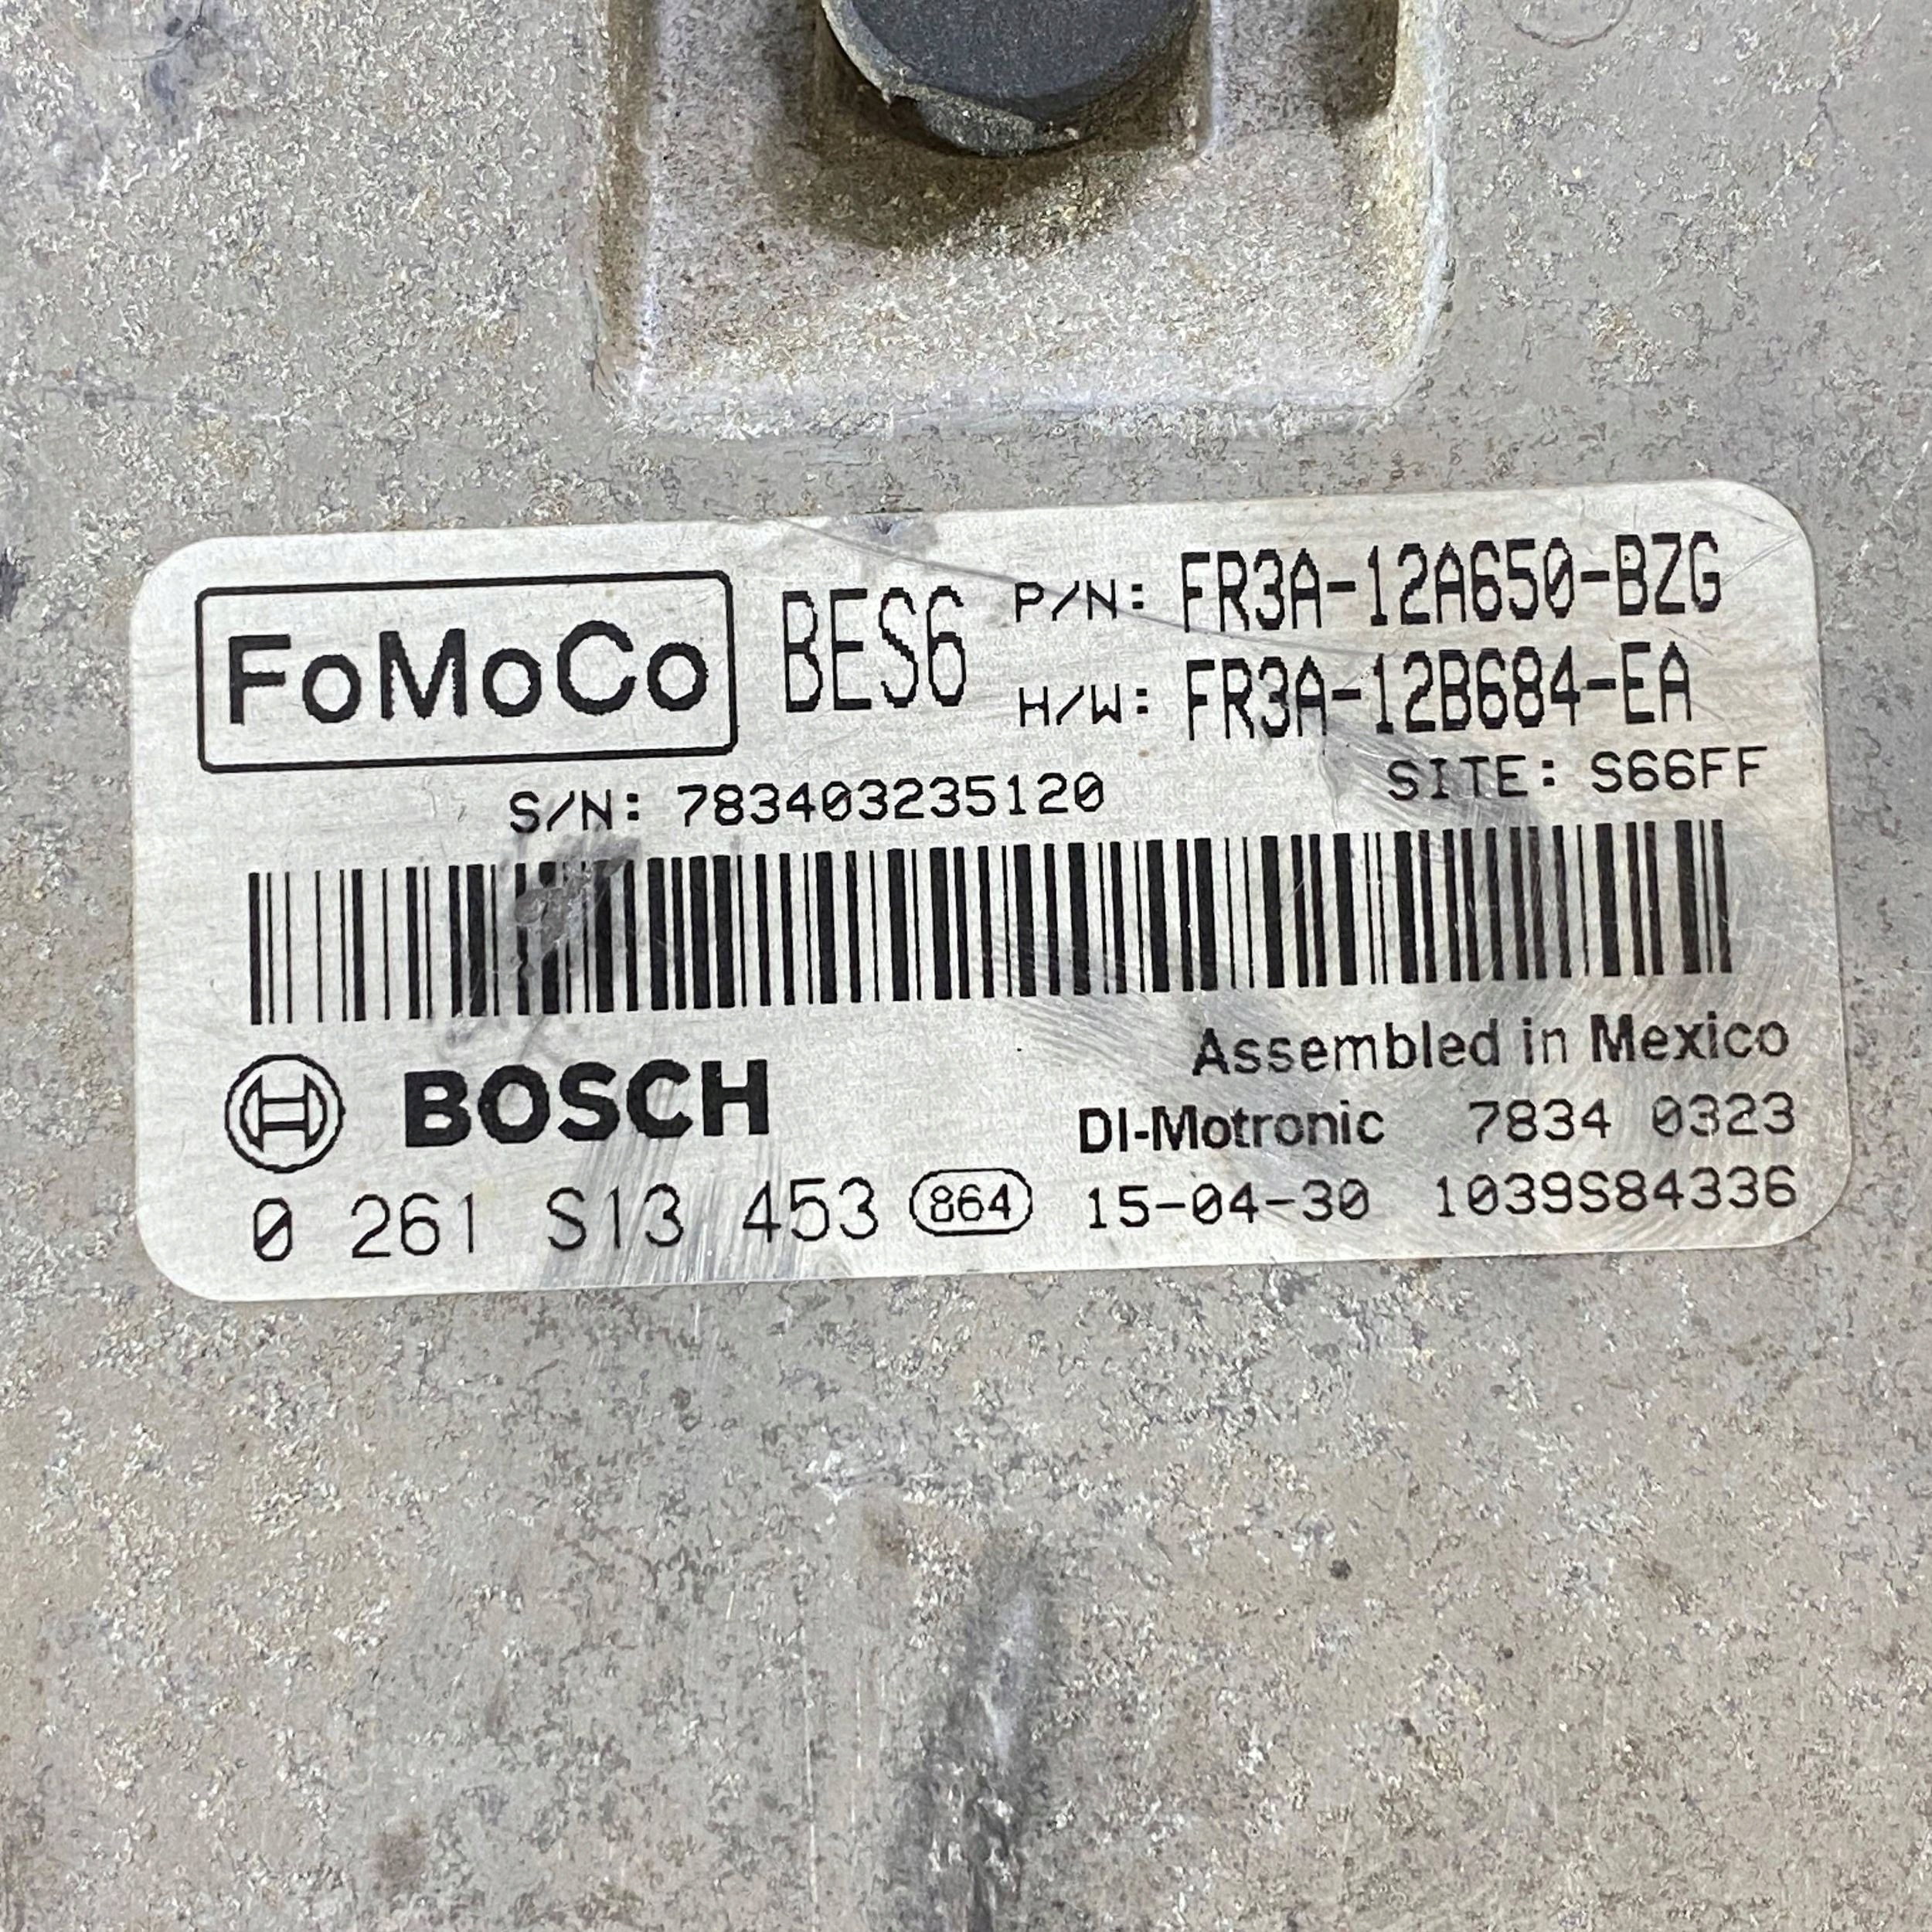 FoMoCo BES6 P/N: FR3A-12A650-BZG
H/W: FR3A-12B684-EA
S/N: 783403235120 SITE: S66FF
Assembled in Mexico
BOSCH DI-Motronic 7834 0323
0 261 S13 453 864 15-04-30 1039S84336